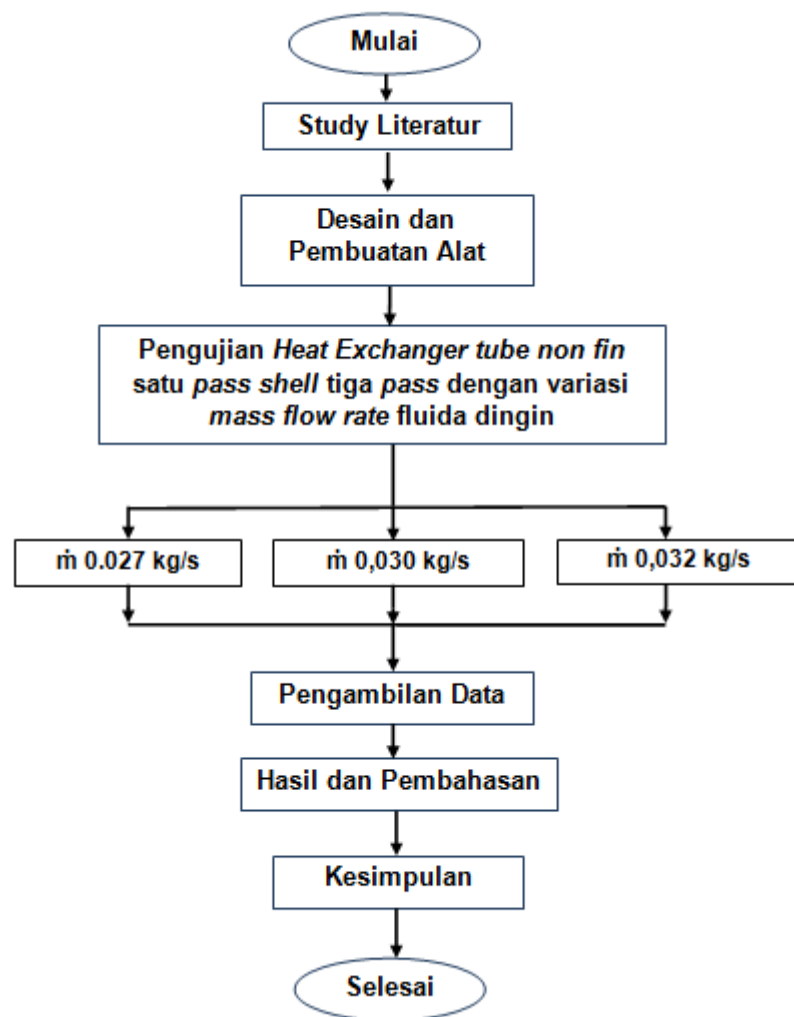 Mulai
Study Literatur
Desain dan
Pembuatan Alat
Pengujian Heat Exchanger tube non fin
satu pass shell tiga pass dengan variasi
mass flow rate fluida dingin
ṁ 0.027 kg/s
ṁ 0,030 kg/s
ṁ 0,032 kg/s
Pengambilan Data
Hasil dan Pembahasan
Kesimpulan
Selesai